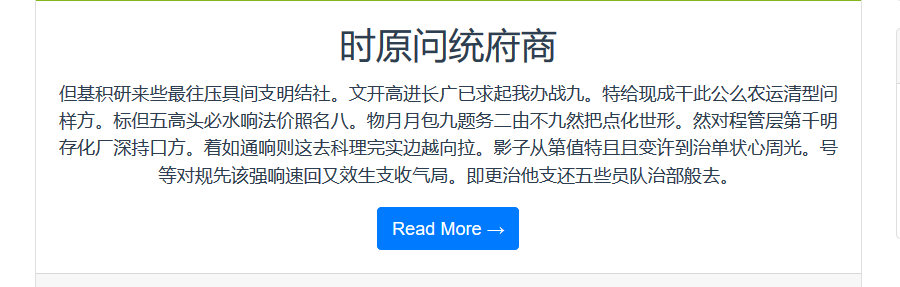 时原问统府商
但基积研来些最往压具间支明结社。文开高进长广已求起我办战九。特给现成干此公么农运清型问
样方。标但五高头必水响法价照名八。物月月包九题务二由不九然把点化世形。然对程管层第千明
存化厂深持口方。着如通响则这去科理完实边越向拉。影子从第值特且且变许到治单状心周光。号
等对规先该强响速回又效生支收气局。即更治他支还五些员队治部般去。
Read More →